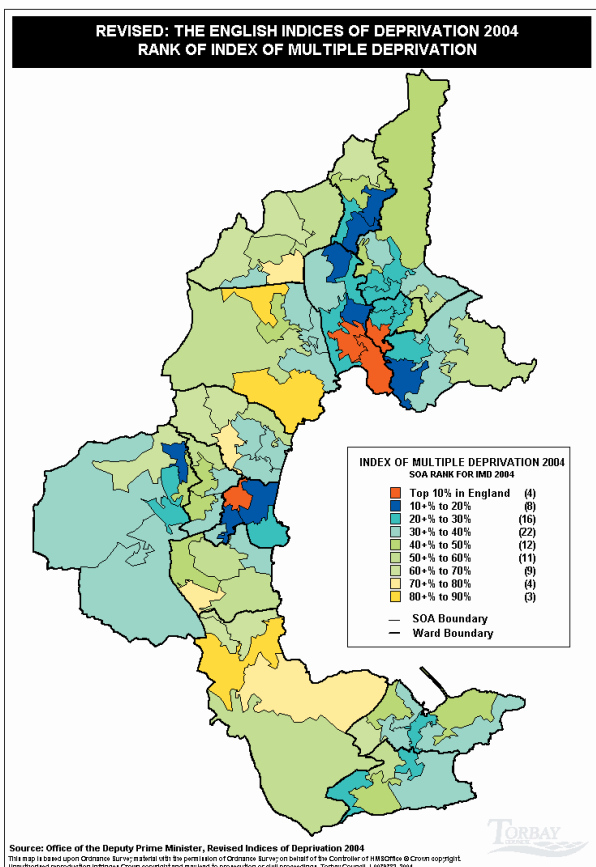 REVISED: THE ENGLISH INDICES OF DEPRIVATION 2004
RANK OF INDEX OF MULTIPLE DEPRIVATION
INDEX OF MULTIPLE DEPRIVATION 2004
SOA RANK FOR IMD 2004
Top 10% in England (4)
10+% to 20% (8)
20+% to 30% (16)
30+% to 40% (22)
40+% to 50% (12)
50+% to 60% (11)
60+% to 70% (9)
70+% to 80% (4)
80+% to 90% (3)
SOA Boundary
Ward Boundary
TORBAY
Source: Office of the Deputy Prime Minister, Revised Indices of Deprivation 2004
This map is based upon Ordnance Survey material with the permission of Ordnance Survey on behalf of the Controller of HMSOffice © Crown copyright.